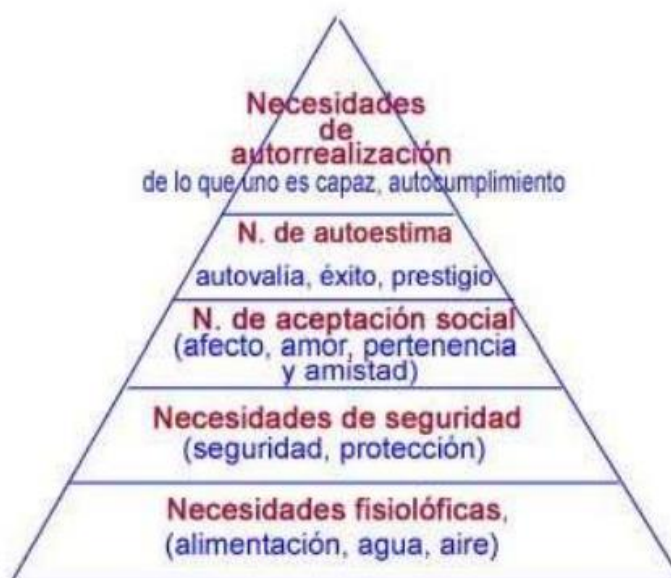 Necesidades
de
autorrealización
de lo que uno es capaz, autocumplimiento
N. de autoestima
autovalía, éxito, prestigio
N. de aceptación social
(afecto, amor, pertenencia
y amistad)
Necesidades de seguridad
(seguridad, protección)
Necesidades fisiolóficas,
(alimentación, agua, aire)